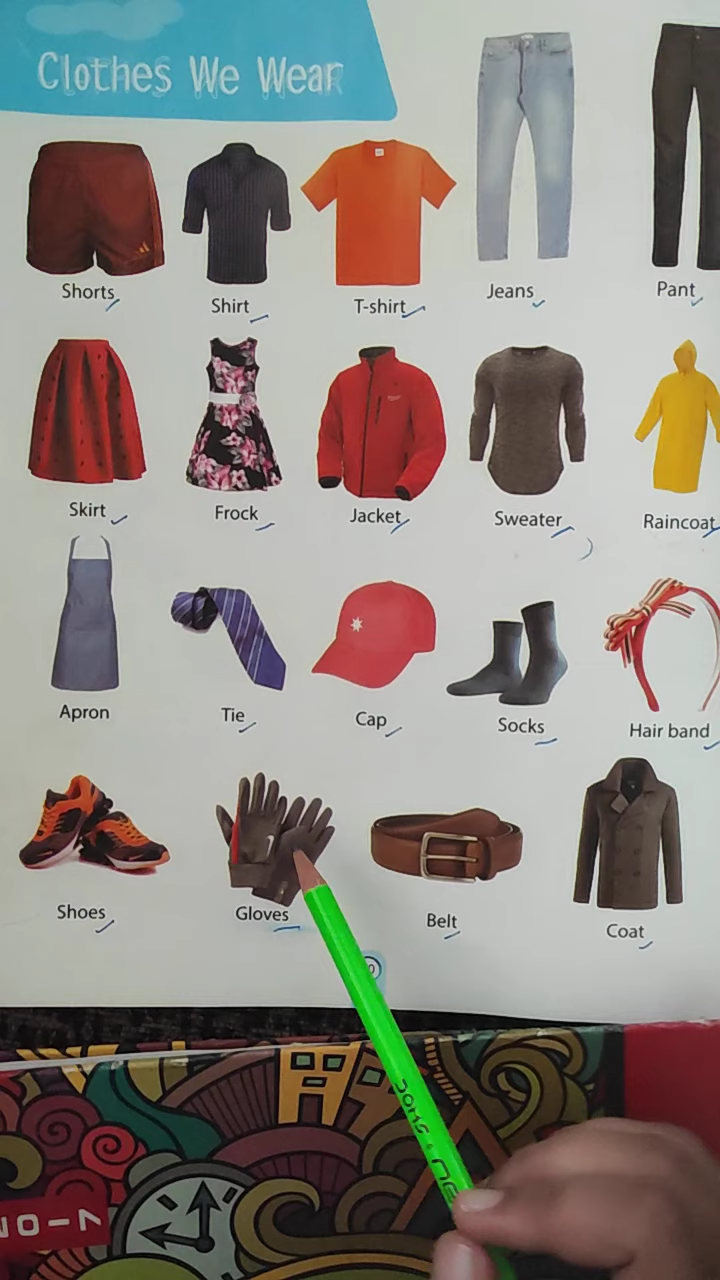 Clothes We Wear
Shorts Shirt T-shirt Jeans Pant
Skirt Frock Jacket Sweater Raincoat
Apron Tie Cap Socks Hair band
Shoes Gloves Belt Coat
DOMS